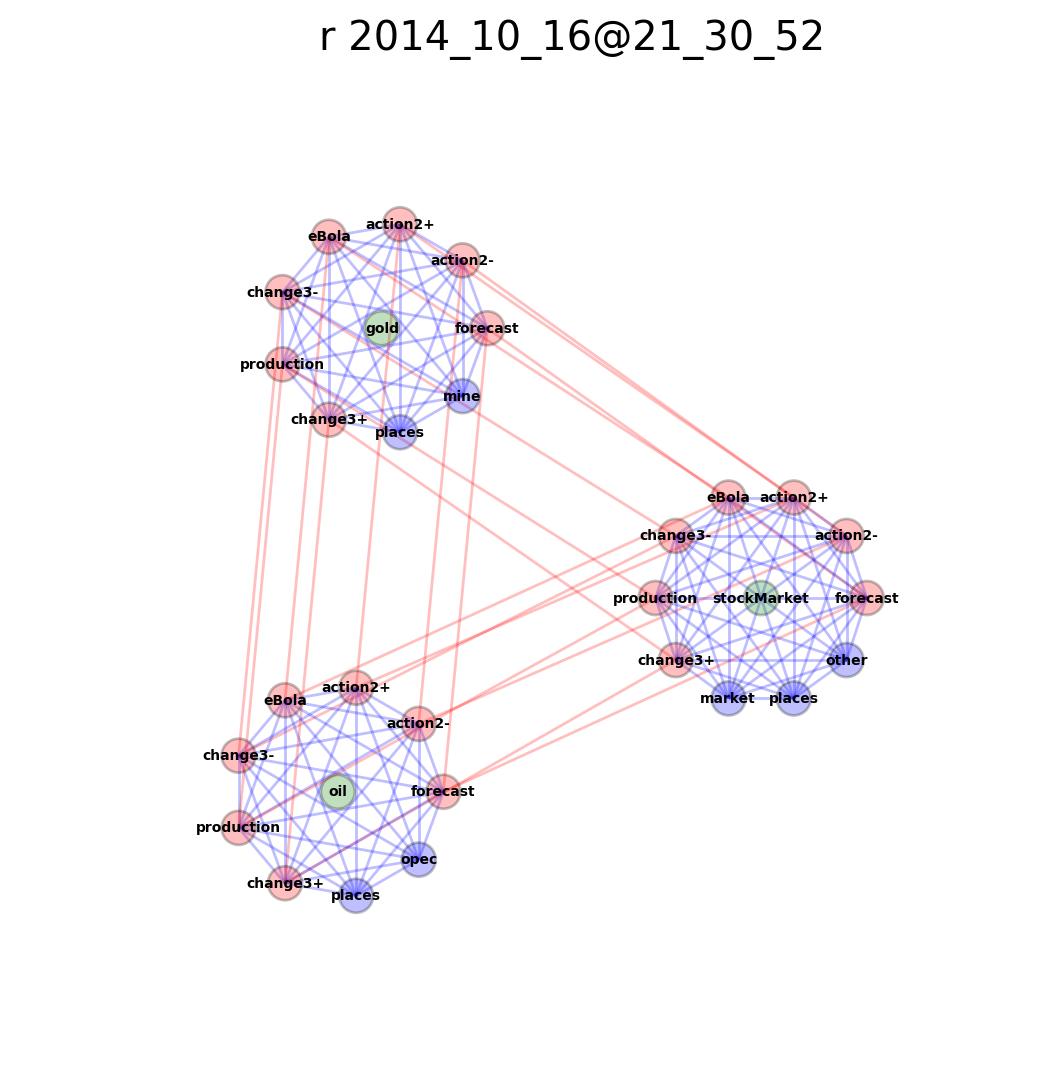 r 2014_10_16@21_30_52
action2+
eBola
action2-
change3-
gold
forecast
production
mine
change3+
places
eBola
action2+
change3-
action2-
production
stockMarket
forecast
change3+
other
market
places
action2+
eBola
action2-
change3-
oil
forecast
production
opec
change3+
places